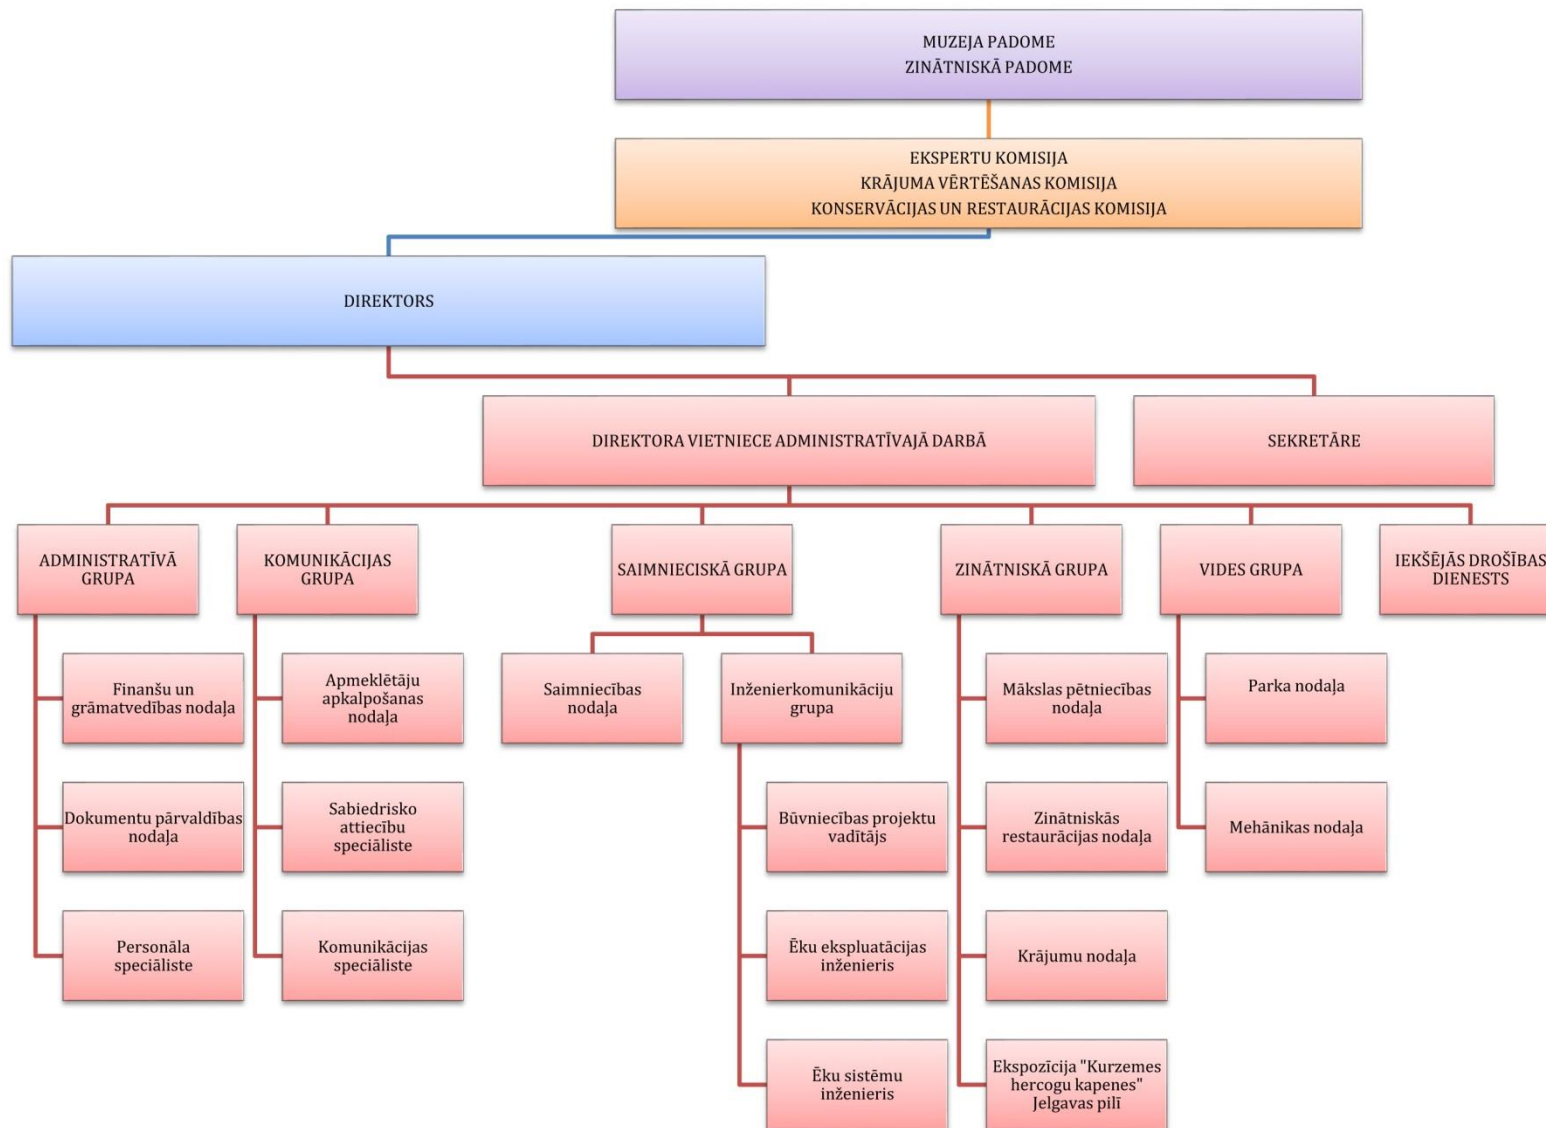 MUZEJA PADOME
ZINĀTNISKĀ PADOME
EKSPERTU KOMISIJA
KRĀJUMA VĒRTĒŠANAS KOMISIJA
KONSERVĀCIJAS UN RESTAURĀCIJAS KOMISIJA
DIREKTORS
DIREKTORA VIETNIECE ADMINISTRATĪVAJĀ DARBĀ
SEKRETĀRE
ADMINISTRATĪVĀ
GRUPA
KOMUNIKĀCIJAS
GRUPA
SAIMNIECISKĀ GRUPA
ZINĀTNISKĀ GRUPA
VIDES GRUPA
IEKŠĒJĀS DROŠĪBAS
DIENESTS
Finanšu un
grāmatvedības nodaļa
Apmeklētāju
apkalpošanas
nodaļa
Saimniecības
nodaļa
Inženierkomunikāciju
grupa
Mākslas pētniecības
nodaļa
Parka nodaļa
Dokumentu pārvaldības
nodaļa
Sabiedrisko
attiecību
speciāliste
Būvniecības projektu
vadītājs
Zinātniskās
restaurācijas nodaļa
Mehānikas nodaļa
Personāla
speciāliste
Komunikācijas
speciāliste
Ēku ekspluatācijas
inženieris
Krājumu nodaļa
Ēku sistēmu
inženieris
Ekspozīcija "Kurzemes
hercogu kapenes"
Jelgavas pilī